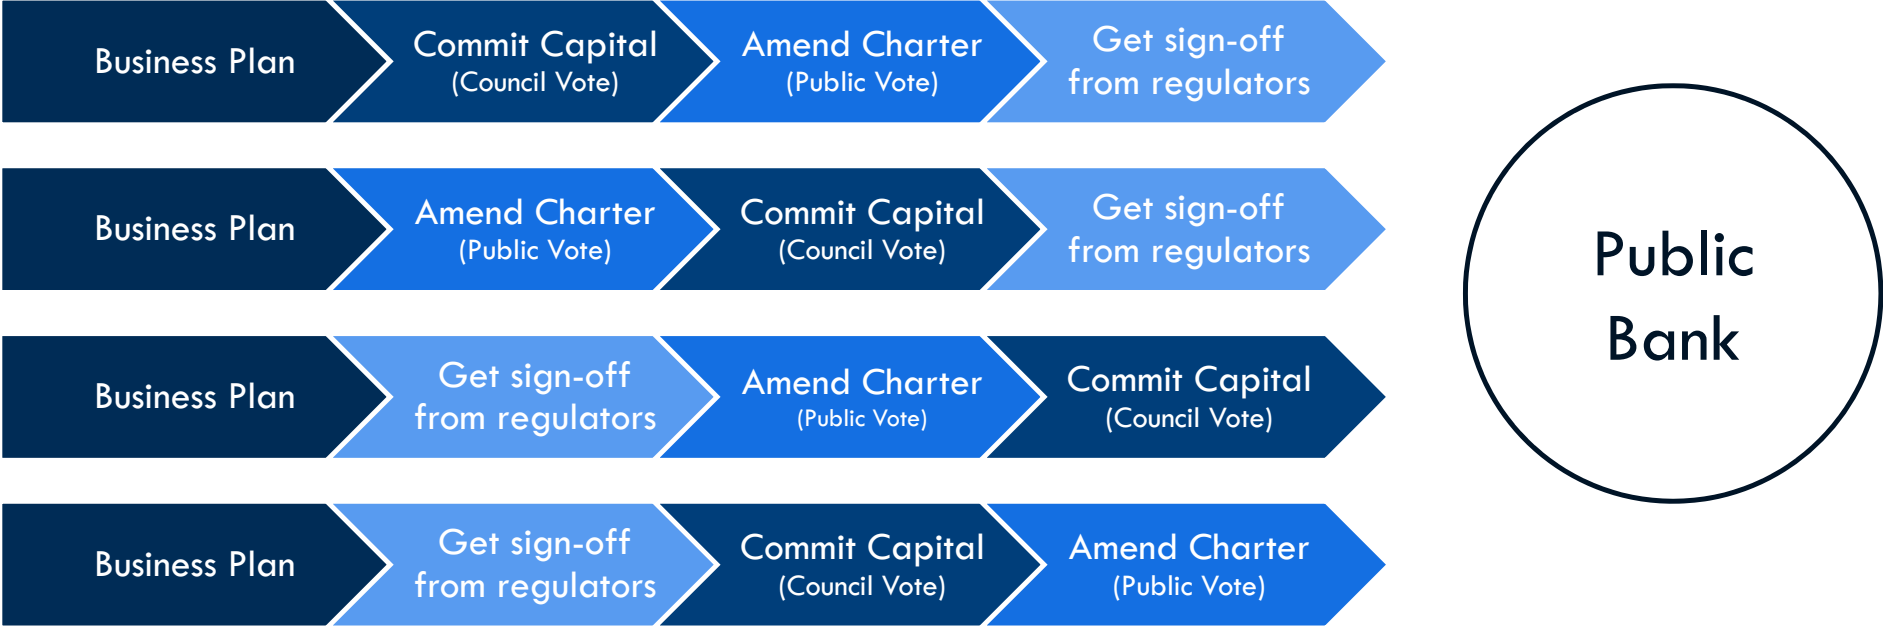 Business Plan
Commit Capital
(Council Vote)
Amend Charter
(Public Vote)
Get sign-off
from regulators
Business Plan
Amend Charter
(Public Vote)
Commit Capital
(Council Vote)
Get sign-off
from regulators
Business Plan
Get sign-off
from regulators
Amend Charter
(Public Vote)
Commit Capital
(Council Vote)
Business Plan
Get sign-off
from regulators
Commit Capital
(Council Vote)
Amend Charter
(Public Vote)
Public
Bank